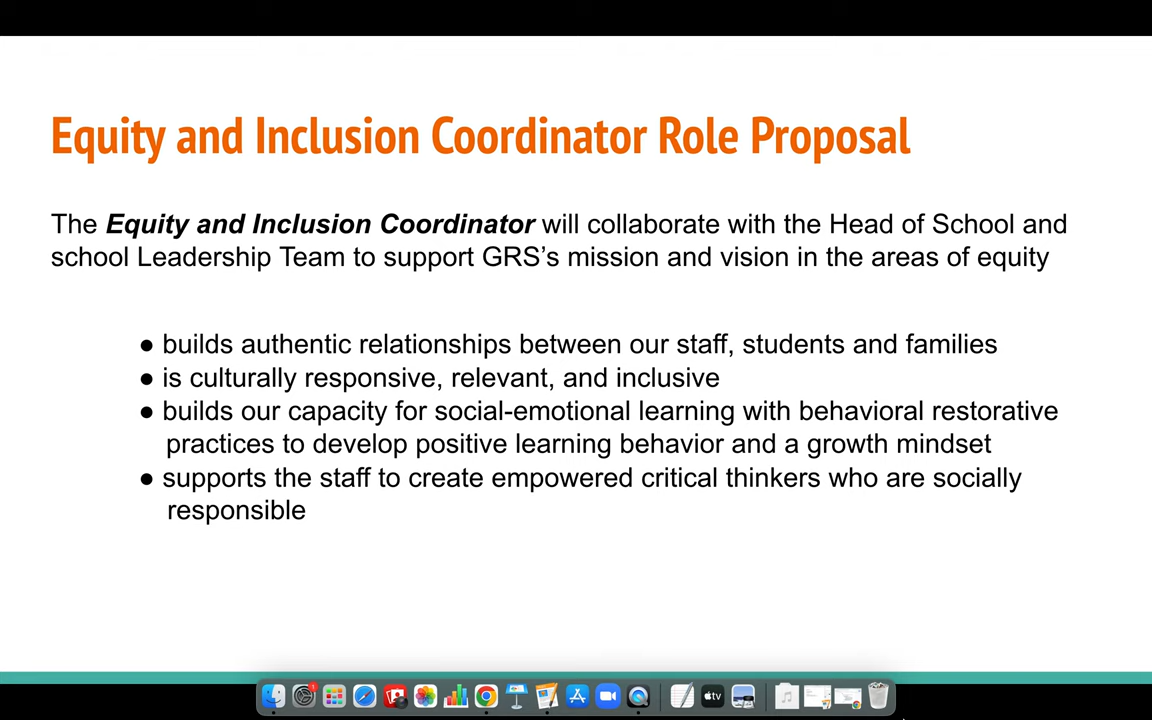 Equity and Inclusion Coordinator Role Proposal
The Equity and Inclusion Coordinator will collaborate with the Head of School and
school Leadership Team to support GRS’s mission and vision in the areas of equity
● builds authentic relationships between our staff, students and families
● is culturally responsive, relevant, and inclusive
● builds our capacity for social-emotional learning with behavioral restorative
practices to develop positive learning behavior and a growth mindset
● supports the staff to create empowered critical thinkers who are socially
responsible
tv